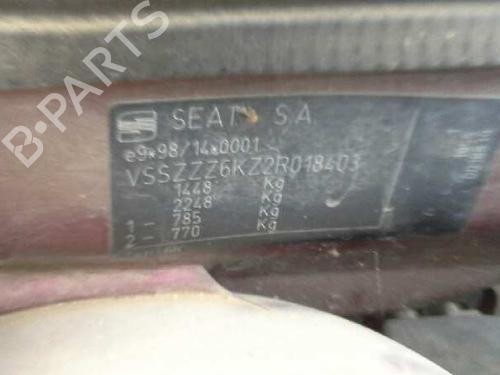 SEAT, S.A
e9*98/14*0001
VSSZZZ6KZ2R018403
1448 Kg
2248 Kg
1– 785 Kg
2– 770 Kg
B-PARTS